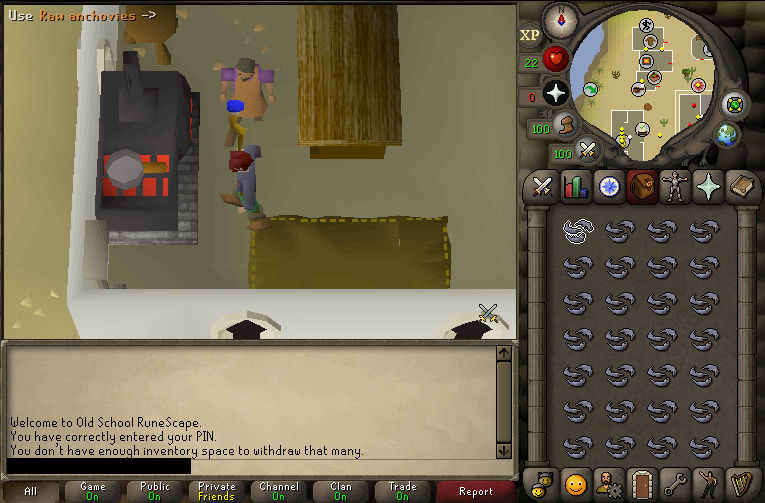 Use Raw anchovies ->
N
XP
22
0
100
100
Welcome to Old School RuneScape.
You have correctly entered your PIN.
You don't have enough inventory space to withdraw that many.
All
Game
On
Public
On
Private
Friends
Channel
On
Clan
On
Trade
On
Report